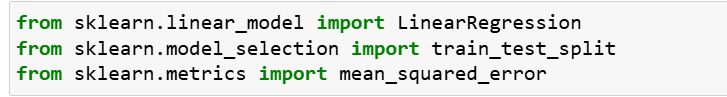 from sklearn.linear_model import LinearRegression
from sklearn.model_selection import train_test_split
from sklearn.metrics import mean_squared_error